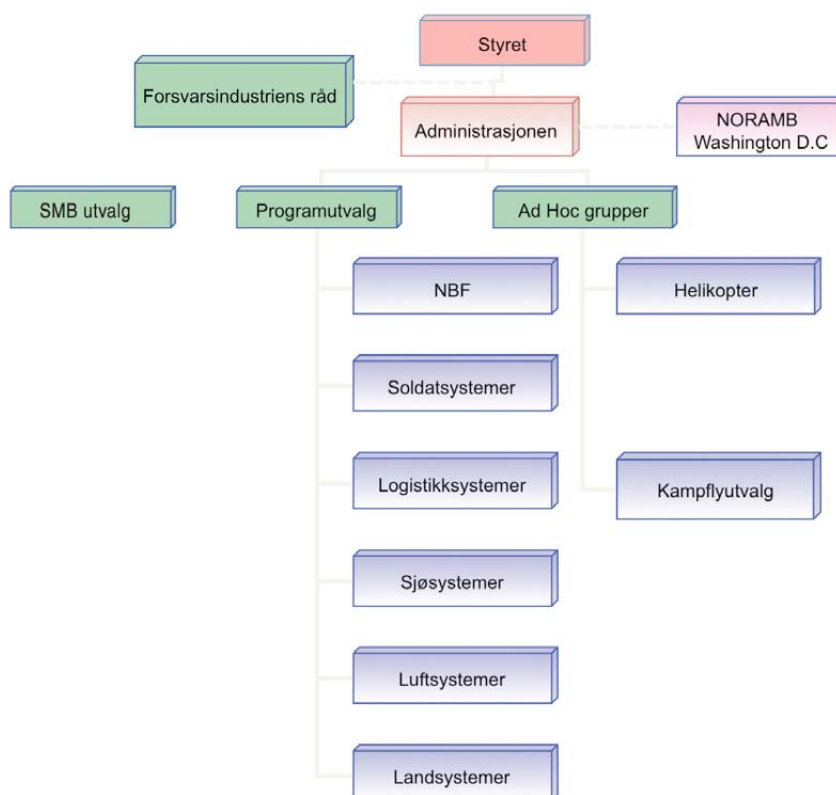 Styret
Forsvarsindustriens råd
Administrasjonen
NORAMB
Washington D.C
SMB utvalg
Programutvalg
Ad Hoc grupper
NBF
Helikopter
Soldatsystemer
Logistikksystemer
Kampflyutvalg
Sjøsystemer
Luftsystemer
Landsystemer